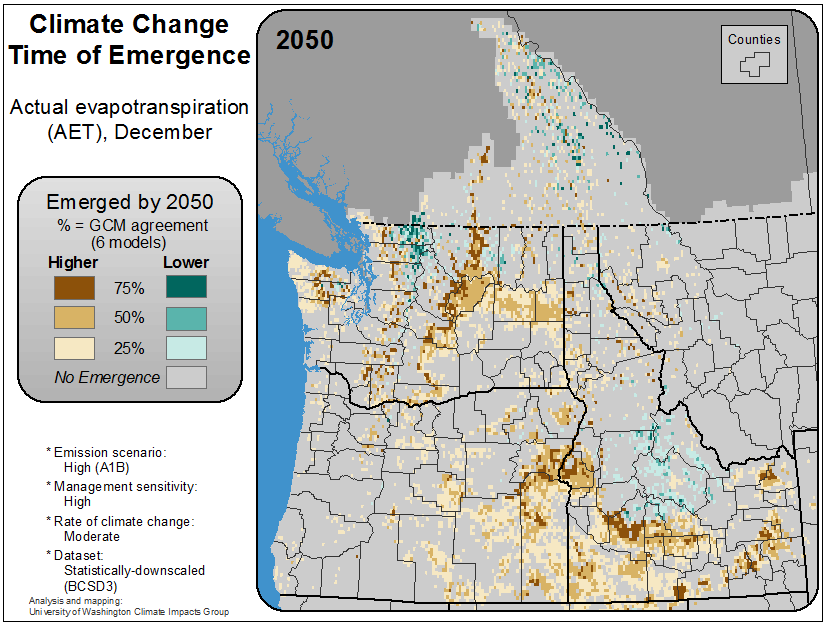 Climate Change
Time of Emergence
Actual evapotranspiration
(AET), December
Emerged by 2050
% = GCM agreement
(6 models)
Higher Lower
75%
50%
25%
No Emergence
* Emission scenario:
High (A1B)
* Management sensitivity:
High
* Rate of climate change:
Moderate
* Dataset:
Statistically-downscaled
(BCSD3)
Analysis and mapping:
University of Washington Climate Impacts Group
2050
Counties